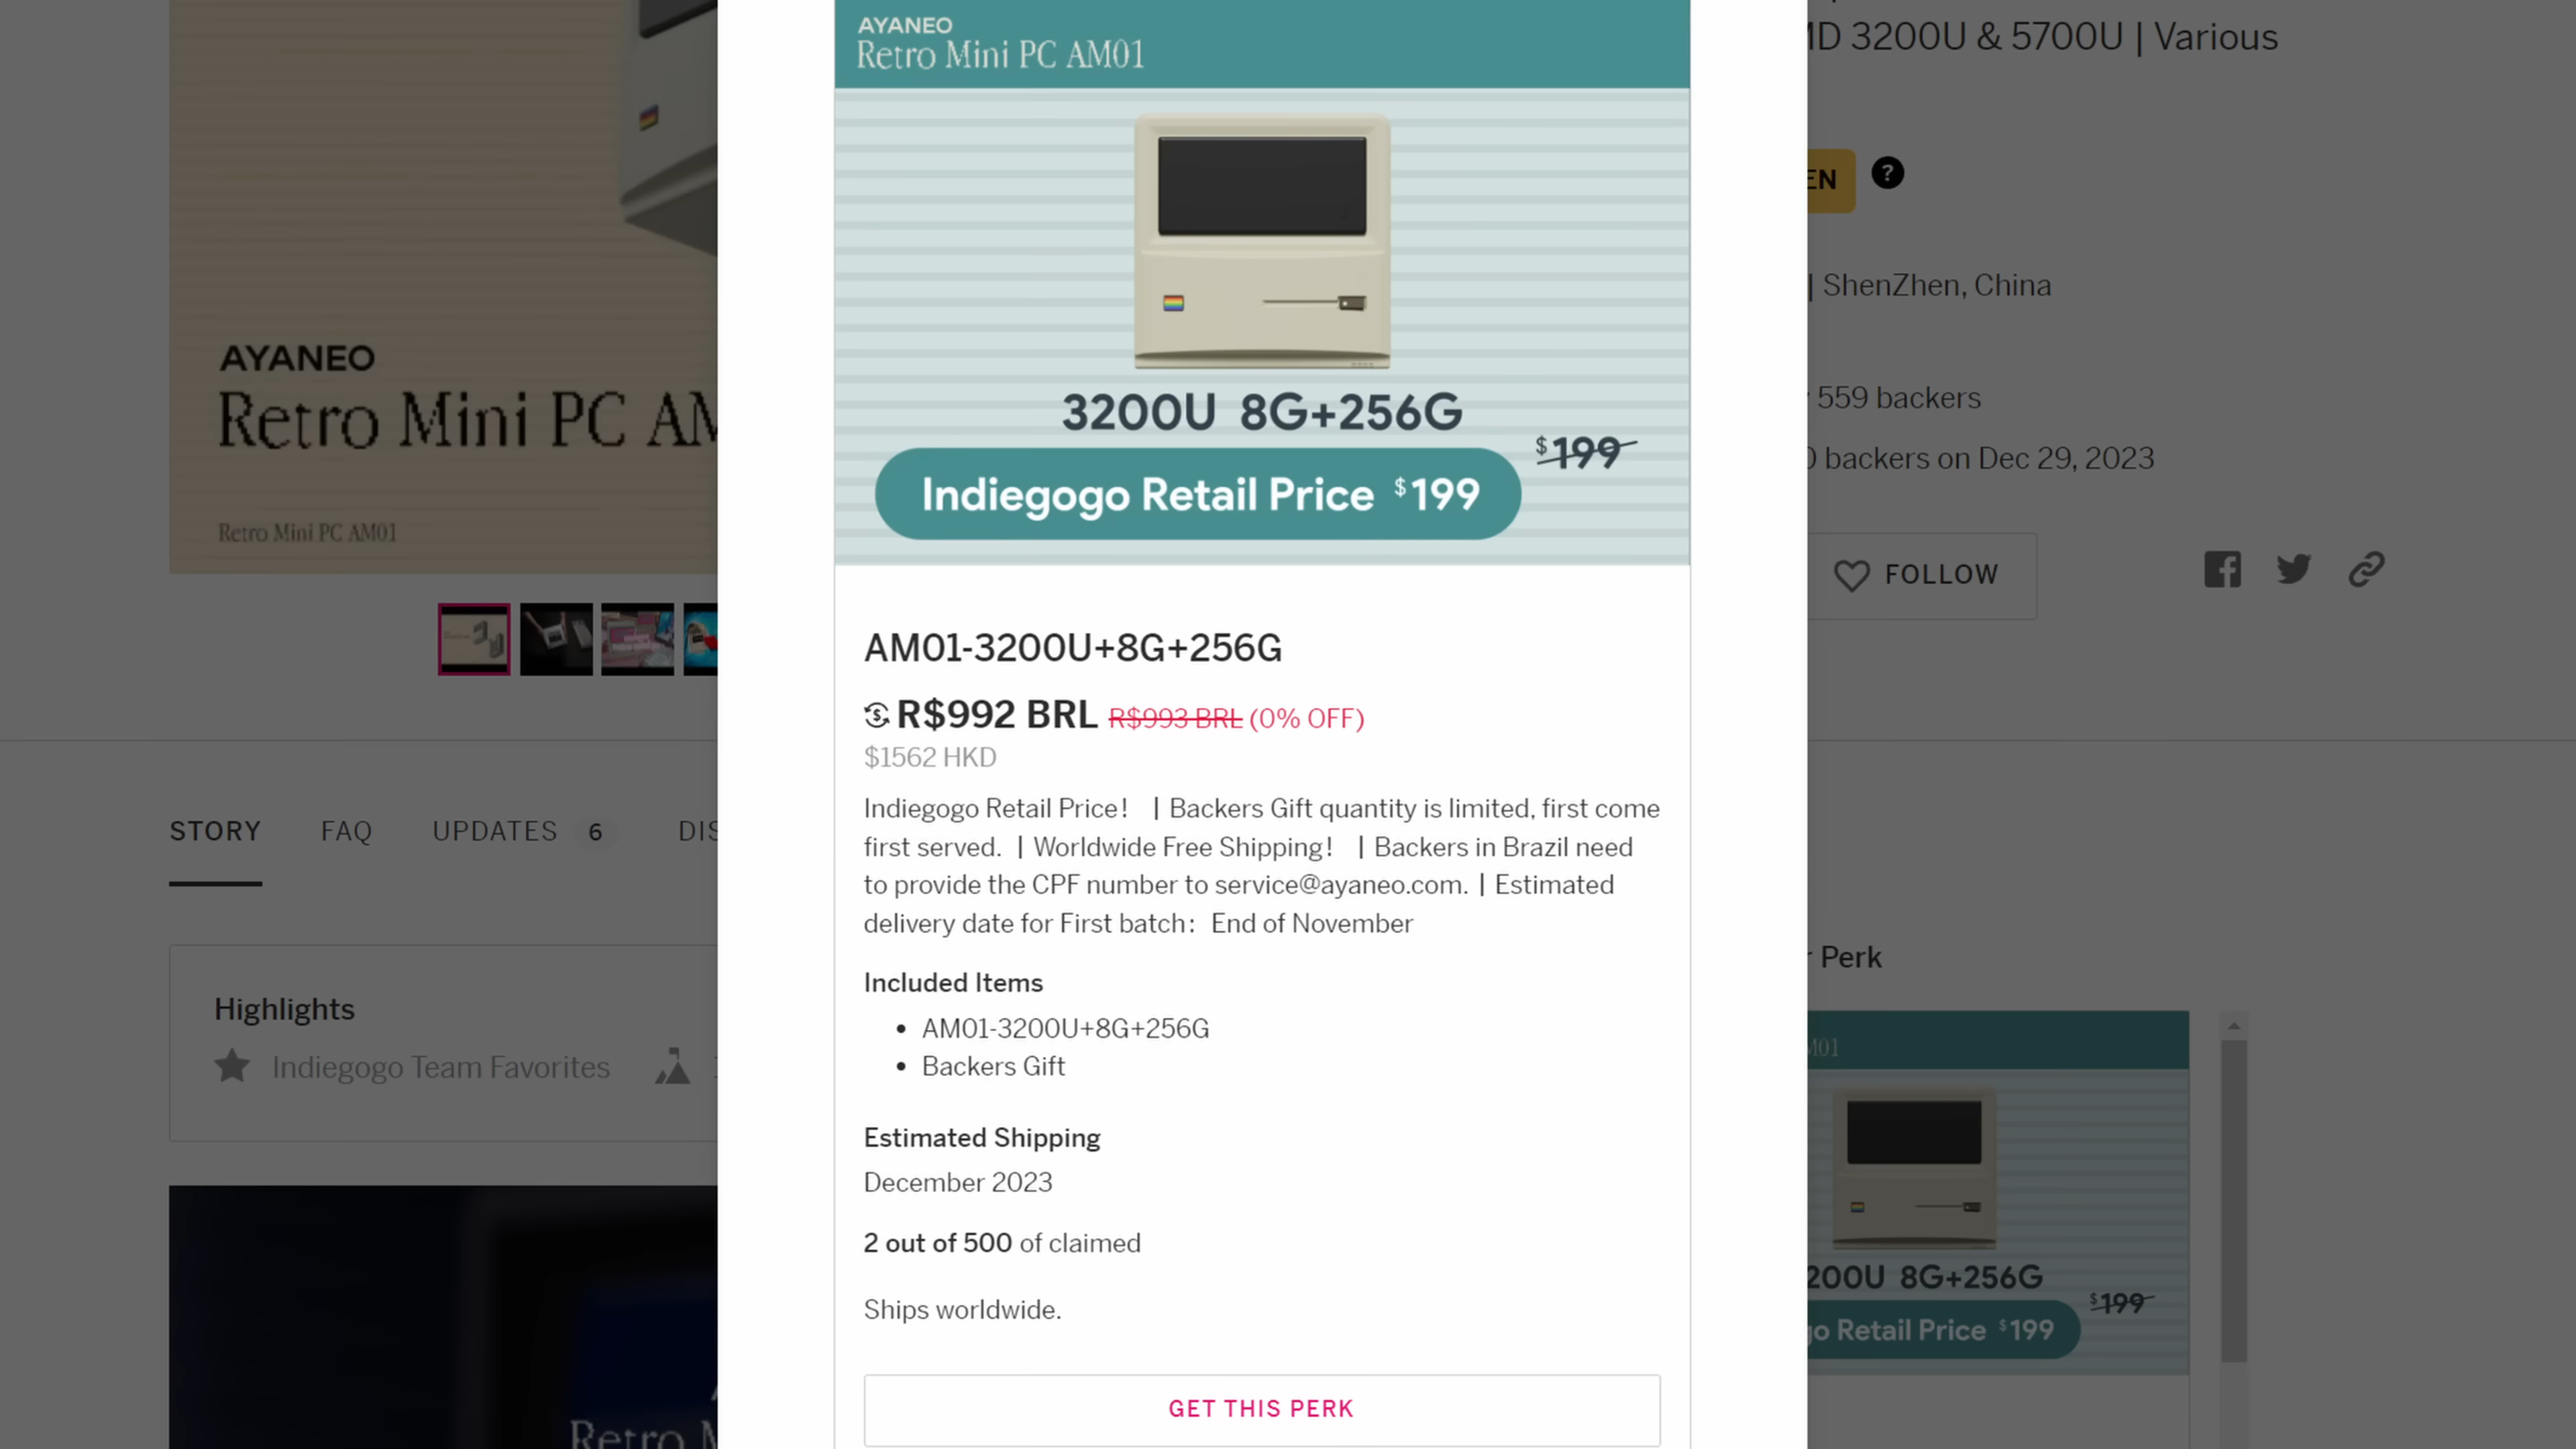 AYANEO
Retro Mini PC AM01
3200U 8G+256G
$199
Indiegogo Retail Price $199
AM01-3200U+8G+256G
R$992 BRL R$993 BRL (0% OFF)
$1562 HKD
Indiegogo Retail Price! | Backers Gift quantity is limited, first come
first served. | Worldwide Free Shipping! | Backers in Brazil need
to provide the CPF number to service@ayaneo.com. | Estimated
delivery date for First batch: End of November
Included Items
• AM01-3200U+8G+256G
• Backers Gift
Estimated Shipping
December 2023
2 out of 500 of claimed
Ships worldwide.
GET THIS PERK
AYANEO
Retro Mini PC
Retro Mini PC AM01
STORY FAQ UPDATES 6
Highlights
Indiegogo Team Favorites
Retro
3200U & 5700U | Various
?
| ShenZhen, China
559 backers
backers on Dec 29, 2023
FOLLOW
Perk
8G+256G
$199
Retail Price $199